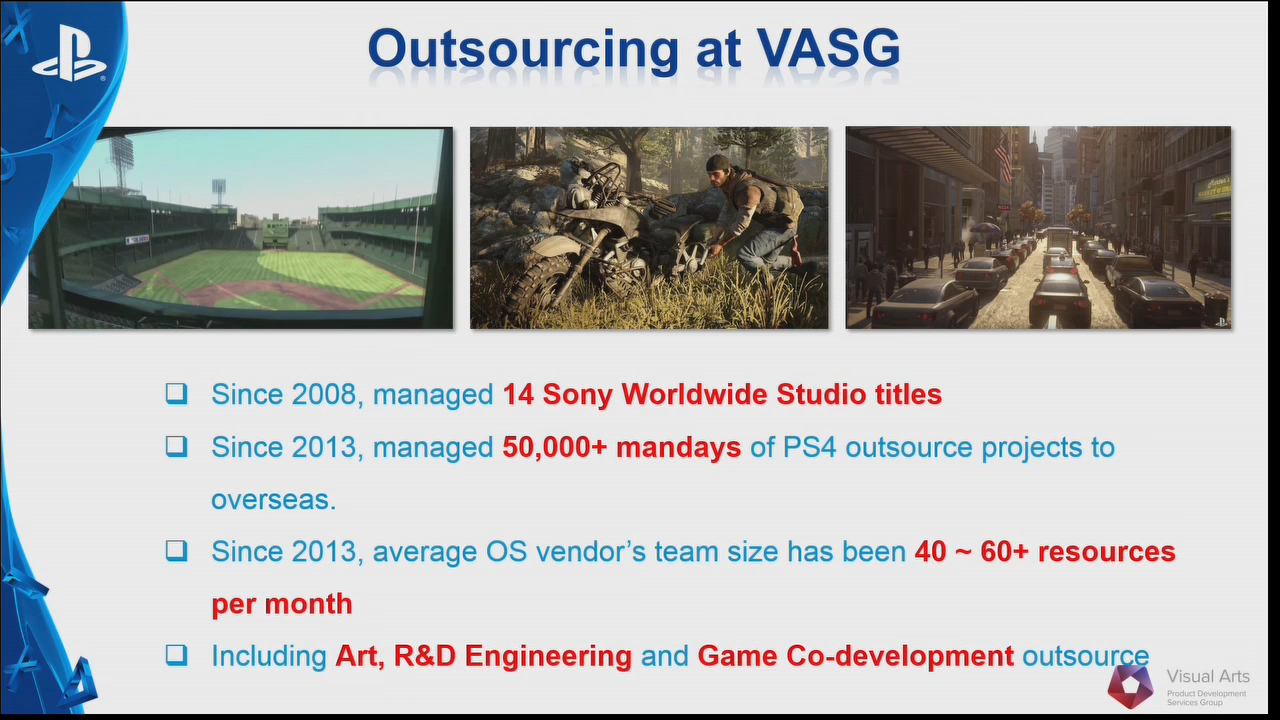 Outsourcing at VASG
❑ Since 2008, managed 14 Sony Worldwide Studio titles
❑ Since 2013, managed 50,000+ mandays of PS4 outsource projects to
overseas.
❑ Since 2013, average OS vendor’s team size has been 40 ~ 60+ resources
per month
❑ Including Art, R&D Engineering and Game Co-development outsource
Visual Arts
Product Development
Services Group